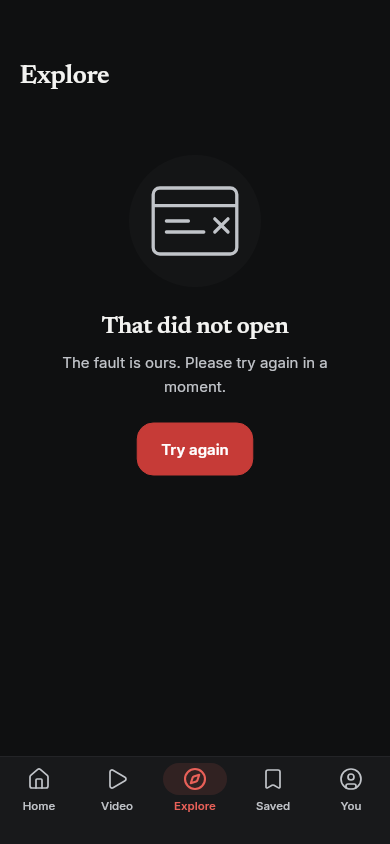 Explore
That did not open
The fault is ours. Please try again in a
moment.
Try again
Home
Video
Explore
Saved
You